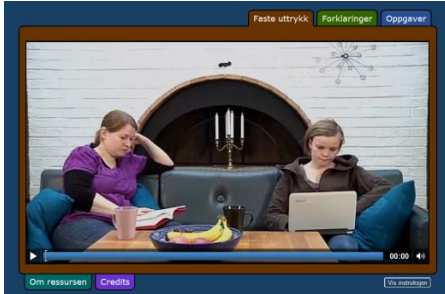 Faste uttrykk Forklaringer Oppgaver
00:00
Om ressursen Credits Vis instruksjon